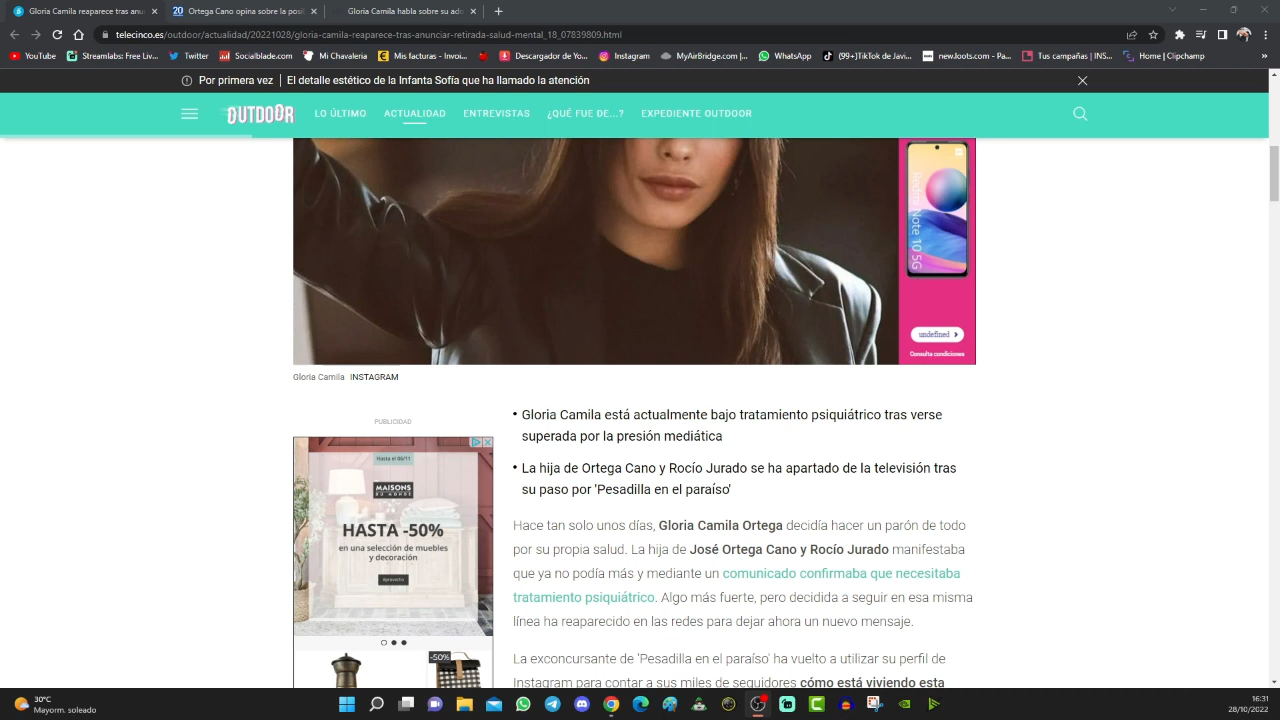 Gloria Camila reaparece tras anu
Ortega Cano opina sobre la posi
Gloria Camila habla sobre su ado
telecinco.es/outdoor/actualidad/20221028/gloria-camila-reaparece-tras-anunciar-retirada-salud-mental_18_07839809.html
YouTube
Streamlabs: Free Liv...
Twitter
InstaBlade.com
Mi Chavaleria
Mis facturas - Invoi...
Descargador de Yo...
Instagram
MyAirBridge.com? -...
WhatsApp
(99+)TikTok de Javi...
newJoots.com - Pa...
Tus campañas | INS...
Home | Clipchamp
Por primera vez | El detalle estético de la Infanta Sofía que ha llamado la atención
OUTDOOR
LO ÚLTIMO
ACTUALIDAD
ENTREVISTAS
¿QUÉ FUE DE...?
EXPEDIENTE OUTDOOR
Redmi Note 10 5G
undefined
Consulta condiciones
Gloria Camila INSTAGRAM
PUBLICIDAD
Hasta el 06/11
MAISONS
DU MONDE
HASTA -50%
en una selección de muebles
y decoración
Aprovecha
-50%
• Gloria Camila está actualmente bajo tratamiento psiquiátrico tras verse
superada por la presión mediática
• La hija de Ortega Cano y Rocío Jurado se ha apartado de la televisión tras
su paso por 'Pesadilla en el paraíso'
Hace tan solo unos días, Gloria Camila Ortega decidía hacer un parón de todo
por su propia salud. La hija de José Ortega Cano y Rocío Jurado manifestaba
que ya no podía más y mediante un comunicado confirmaba que necesitaba
tratamiento psiquiátrico. Algo más fuerte, pero decidida a seguir en esa misma
línea ha reaparecido en las redes para dejar ahora un nuevo mensaje.
La exconcursante de 'Pesadilla en el paraíso' ha vuelto a utilizar su perfil de
Instagram para contar a sus miles de seguidores cómo está viviendo esta
30°C
Mayorm. soleado
16:31
28/10/2022